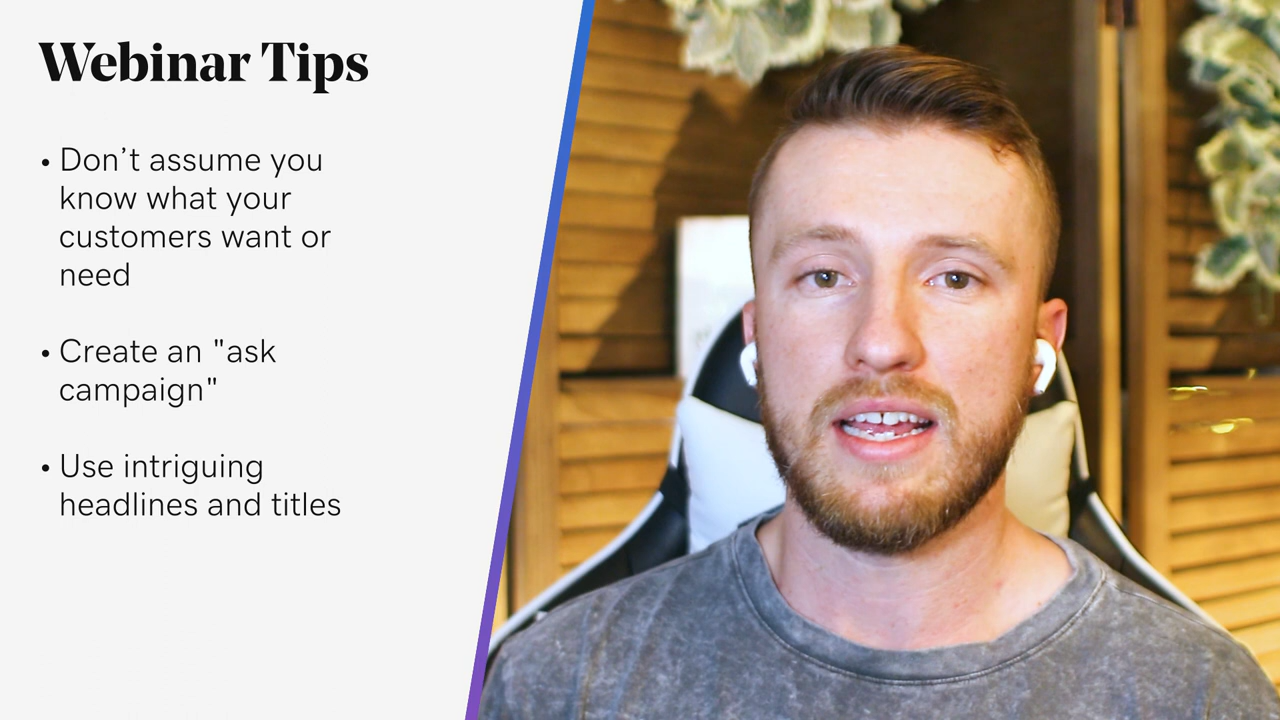 Webinar Tips
• Don’t assume you
know what your
customers want or
need
• Create an "ask
campaign"
• Use intriguing
headlines and titles